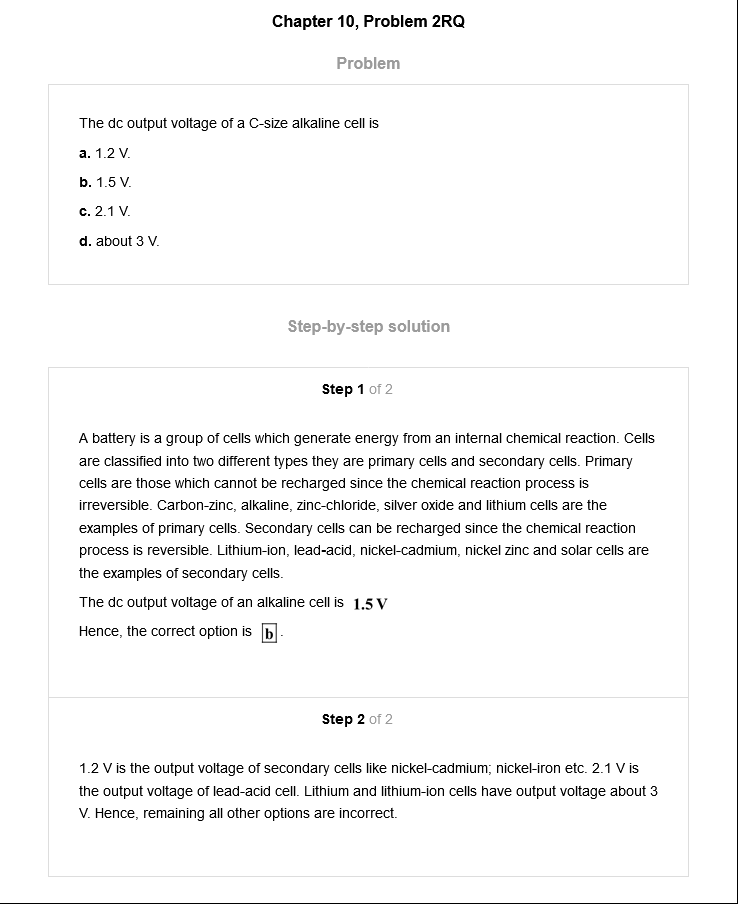 Chapter 10, Problem 2RQ
Problem
The dc output voltage of a C-size alkaline cell is
a. 1.2 V.
b. 1.5 V.
c. 2.1 V.
d. about 3 V.
Step-by-step solution
Step 1 of 2
A battery is a group of cells which generate energy from an internal chemical reaction. Cells
are classified into two different types they are primary cells and secondary cells. Primary
cells are those which cannot be recharged since the chemical reaction process is
irreversible. Carbon-zinc, alkaline, zinc-chloride, silver oxide and lithium cells are the
examples of primary cells. Secondary cells can be recharged since the chemical reaction
process is reversible. Lithium-ion, lead-acid, nickel-cadmium, nickel zinc and solar cells are
the examples of secondary cells.
The dc output voltage of an alkaline cell is 1.5 V
Hence, the correct option is b.
Step 2 of 2
1.2 V is the output voltage of secondary cells like nickel-cadmium; nickel-iron etc. 2.1 V is
the output voltage of lead-acid cell. Lithium and lithium-ion cells have output voltage about 3
V. Hence, remaining all other options are incorrect.